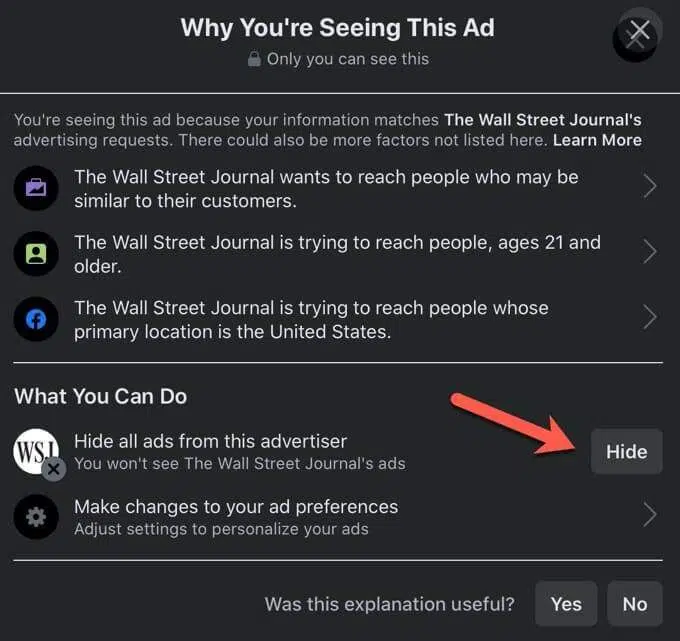 Why You're Seeing This Ad
Only you can see this
You're seeing this ad because your information matches The Wall Street Journal's
advertising requests. There could also be more factors not listed here. Learn More
The Wall Street Journal wants to reach people who may be
similar to their customers.
The Wall Street Journal is trying to reach people, ages 21 and
older.
The Wall Street Journal is trying to reach people whose
primary location is the United States.
What You Can Do
WSJ
Hide all ads from this advertiser
You won't see The Wall Street Journal's ads
Hide
Make changes to your ad preferences
Adjust settings to personalize your ads
Was this explanation useful? Yes No